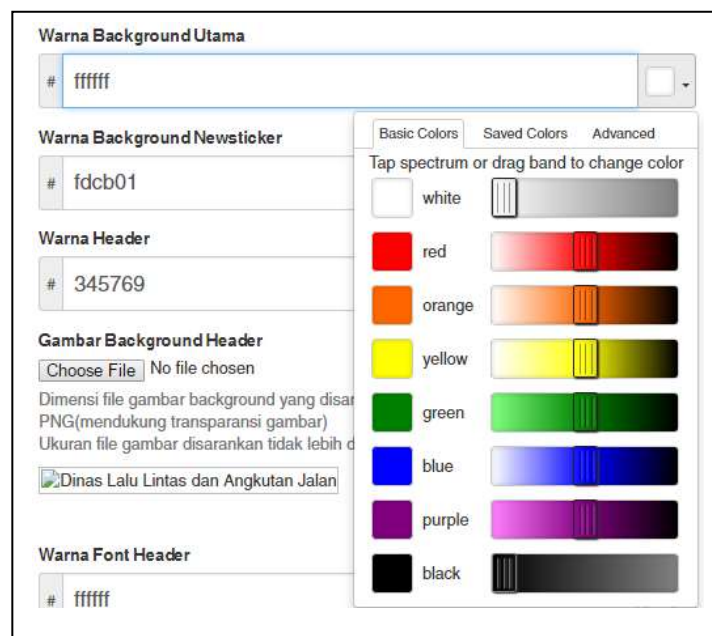 Warna Background Utama
# ffffff
Basic Colors Saved Colors Advanced
Tap spectrum or drag band to change color
white
red
orange
yellow
green
blue
purple
black
Warna Background Newsticker
# fdcb01
Warna Header
# 345769
Gambar Background Header
Choose File No file chosen
Dimensi file gambar background yang
PNG(mendukung transparansi gambar)
Ukuran file gambar disarankan tidak lebih
Dinas Lalu Lintas dan Angkutan Jalan
Warna Font Header
# ffffff